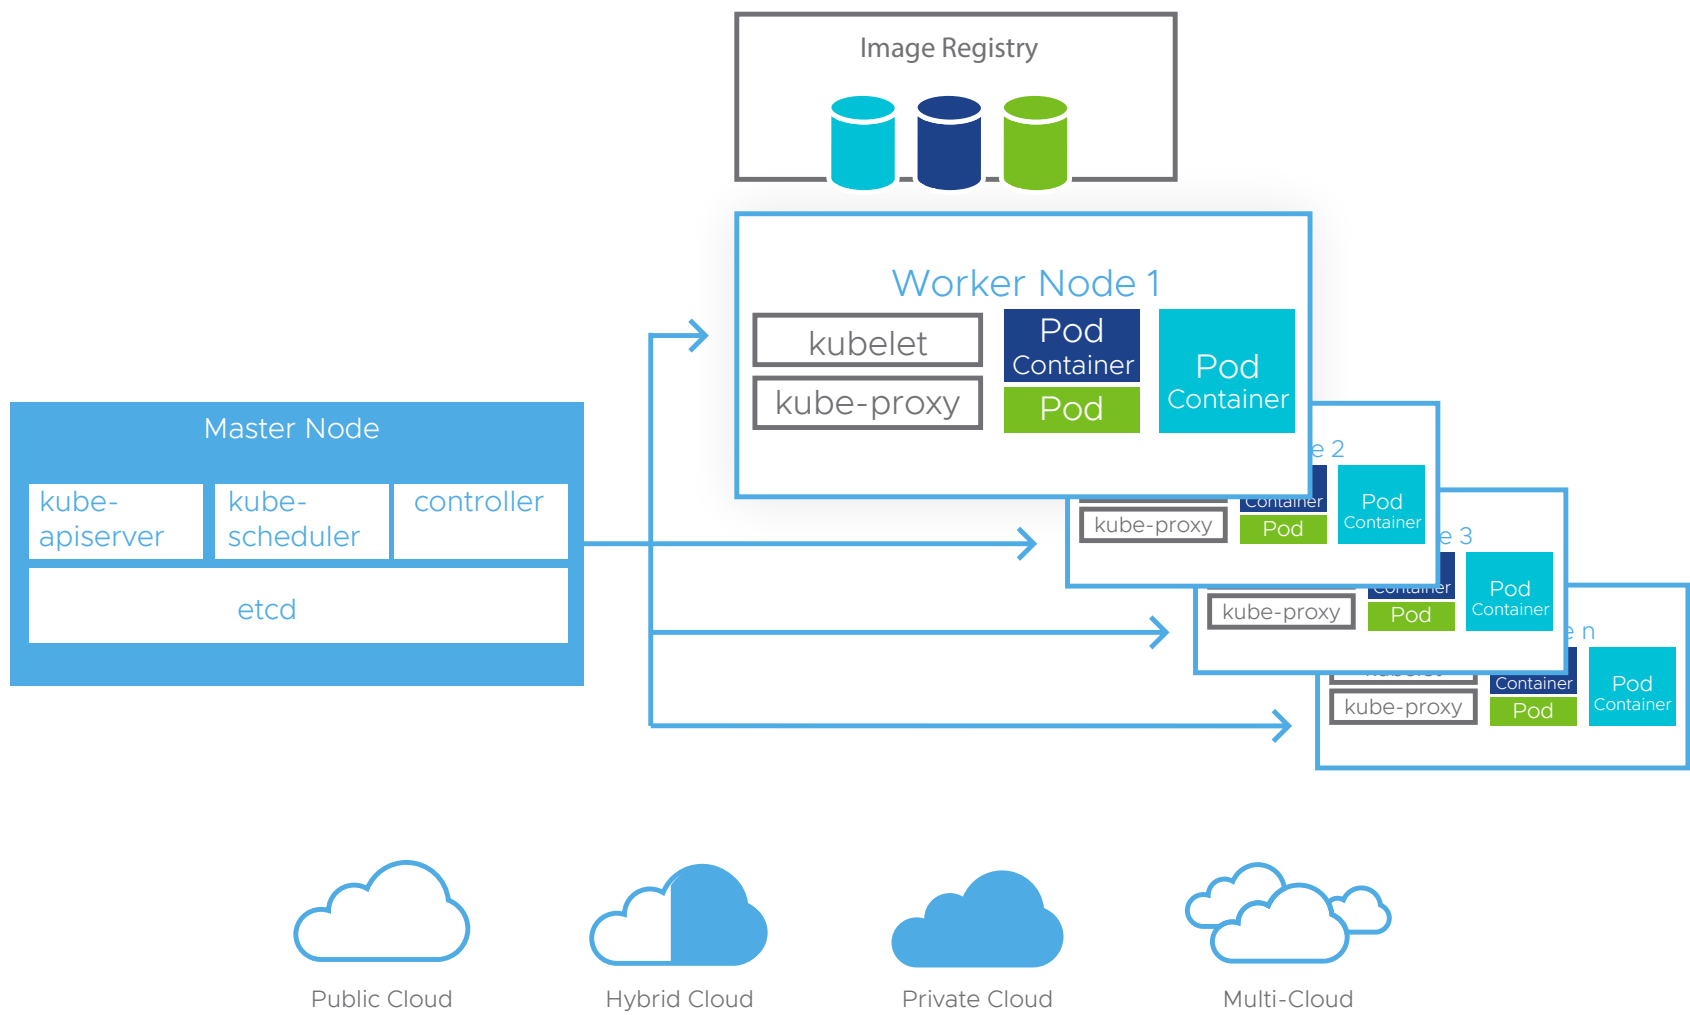 Image Registry
Worker Node 1
kubelet
kube-proxy
Pod
Container
Pod
Pod
Container
Master Node
kube-
apiserver
kube-
scheduler
controller
etcd
e 2
Container
Pod
Pod
Container
kube-proxy
e 3
Container
Pod
Pod
Container
kube-proxy
e n
kubelet
kube-proxy
Container
Pod
Pod
Container
Public Cloud
Hybrid Cloud
Private Cloud
Multi-Cloud